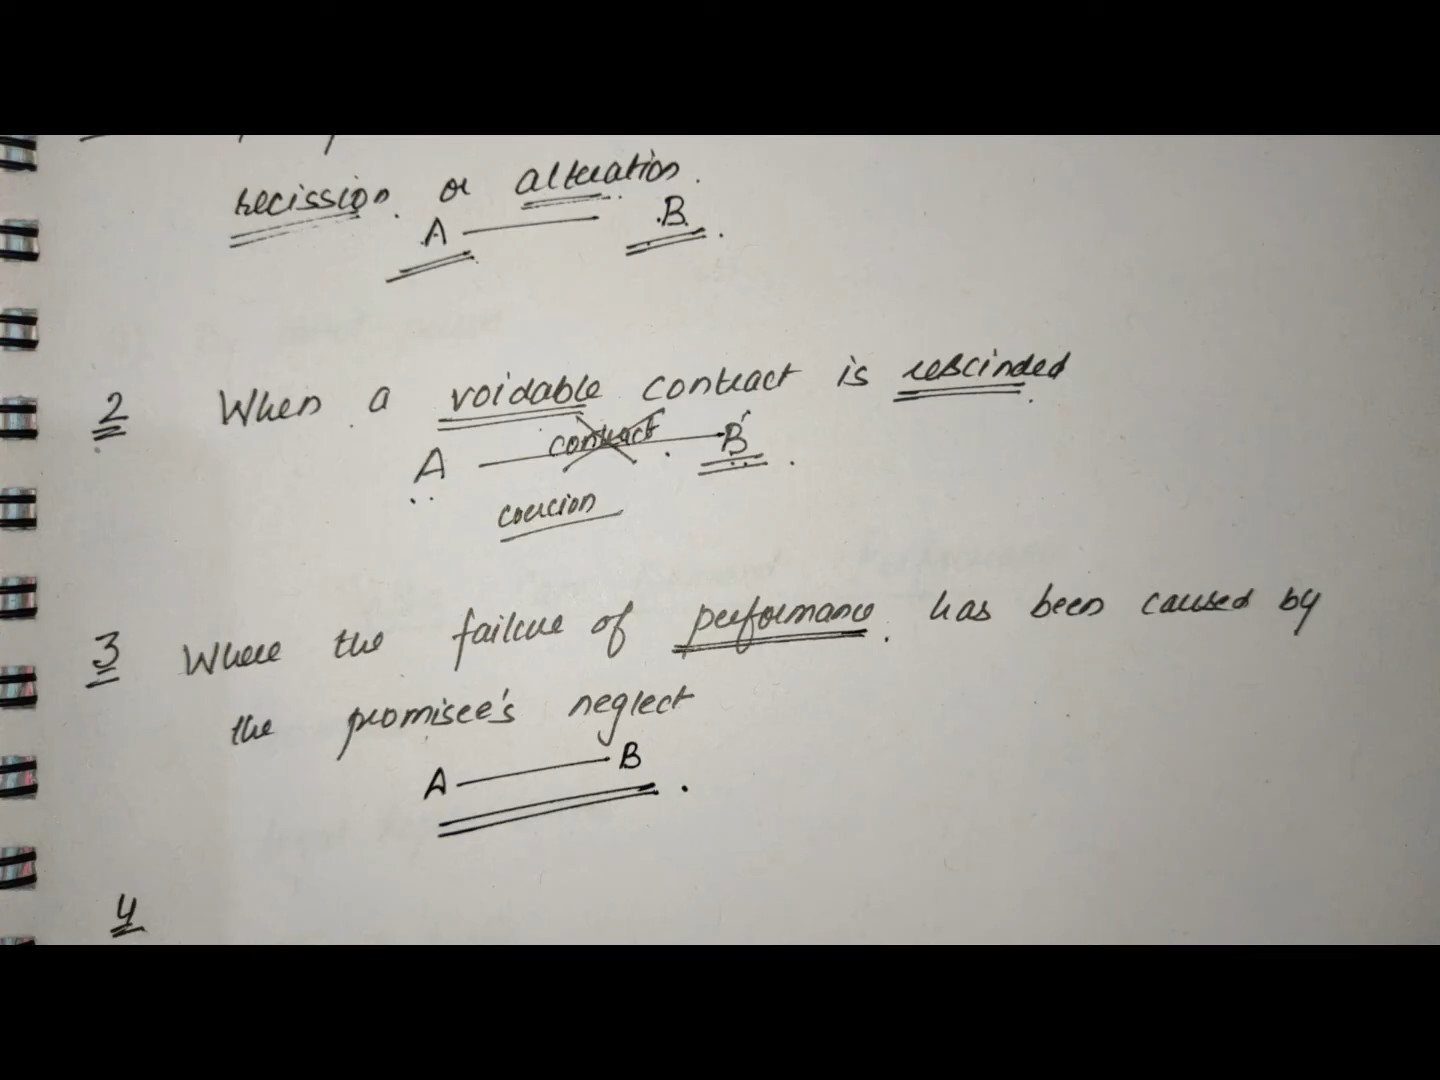 recission or alteration.
A B.
2 When a voidable contract is rescinded.
A contract B
coercion
3 Where the failure of performance has been caused by
the promisee's neglect
A B
4